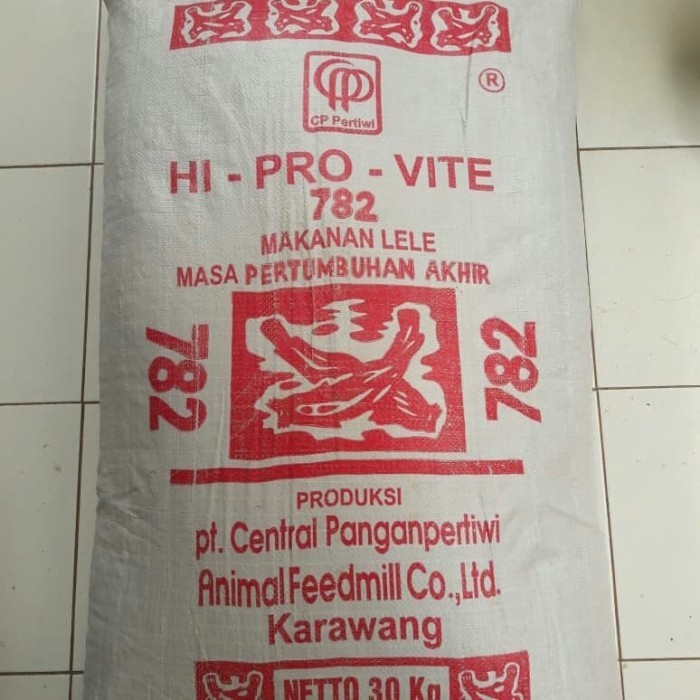 CP Pertiwi
®
HI - PRO - VITE
782
MAKANAN LELE
MASA PERTUMBUHAN AKHIR
782
782
PRODUKSI
pt. Central Panganpertiwi
Animal Feedmill Co.,Ltd.
Karawang
NETTO 30 Kg